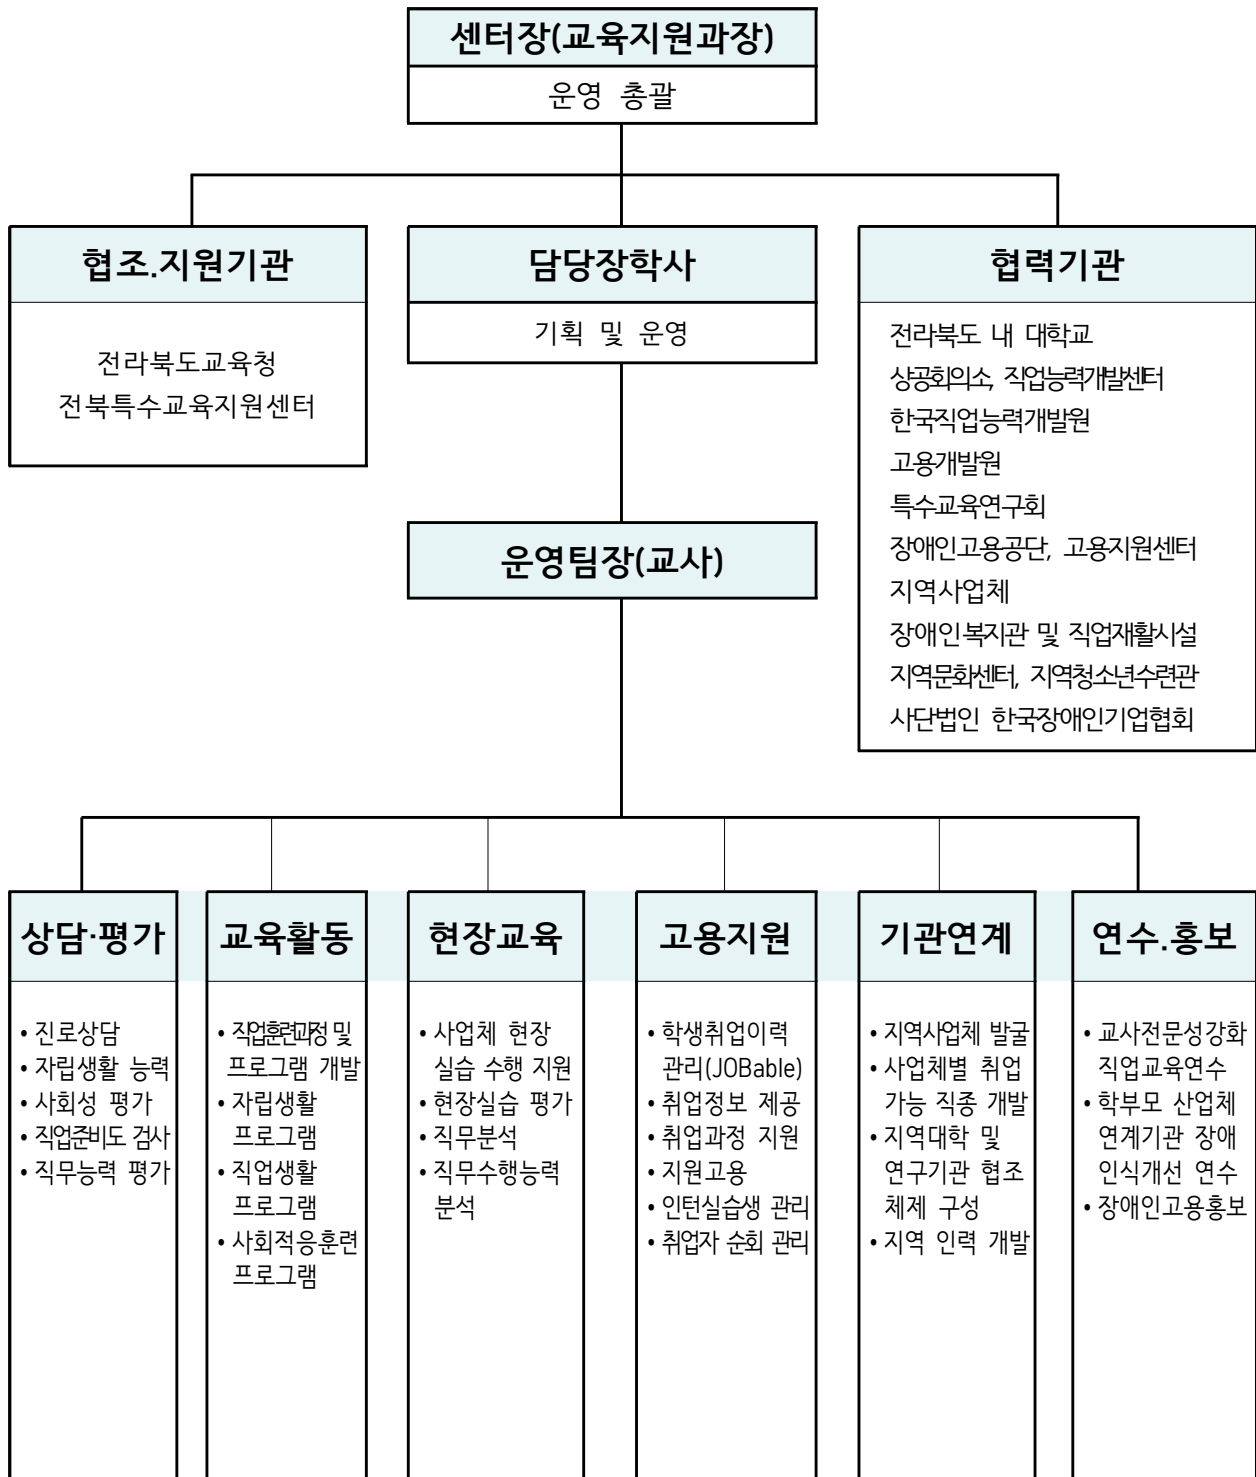 센터장(교육지원과장)
운영 총괄
협조.지원기관
전라북도교육청
전북특수교육지원센터
담당장학사
기획 및 운영
협력기관
전라북도 내 대학교
상공회의소, 직업능력개발센터
한국직업능력개발원
고용개발원
특수교육연구회
장애인고용공단, 고용지원센터
지역사업체
장애인복지관 및 직업재활시설
지역문화센터, 지역청소년수련관
사단법인 한국장애인기업협회
운영팀장(교사)
상담·평가
• 진로상담
• 자립생활 능력
• 사회성 평가
• 직업준비도 검사
• 직무능력 평가
교육활동
• 직업훈련과정 및
프로그램 개발
• 자립생활
프로그램
• 직업생활
프로그램
• 사회적응훈련
프로그램
현장교육
• 사업체 현장
실습 수행 지원
• 현장실습 평가
• 직무분석
• 직무수행능력
분석
고용지원
• 학생취업이력
관리(JOBable)
• 취업정보 제공
• 취업과정 지원
• 지원고용
• 인턴실습생 관리
• 취업자 순회 관리
기관연계
• 지역사업체 발굴
• 사업체별 취업
가능 직종 개발
• 지역대학 및
연구기관 협조
체제 구성
• 지역 인력 개발
연수.홍보
• 교사전문성강화
직업교육연수
• 학부모 산업체
연계기관 장애
인식개선 연수
• 장애인고용홍보